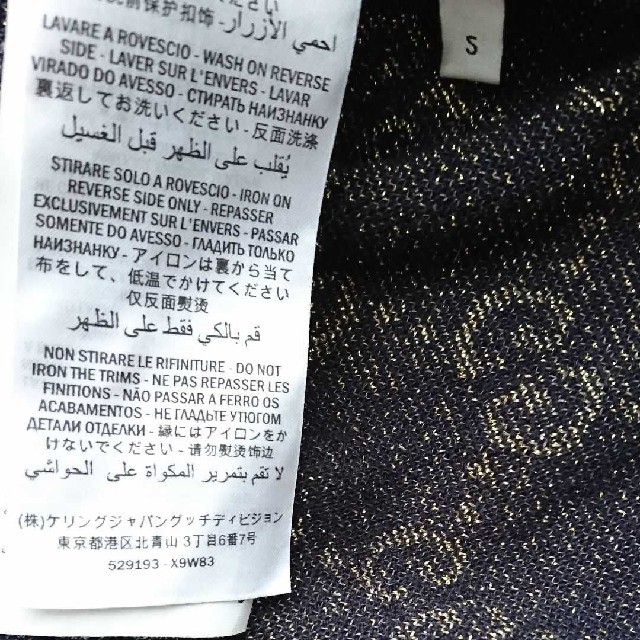 احمي الأزرار
LAVARE A ROVESCIO - WASH ON REVERSE
SIDE - LAVER SUR L'ENVERS - LAVAR
VIRADO DO AVESSO - СТИРАТЬ НАИЗНАНКУ
裏返してお洗いください - 反面洗涤
يُقلب على الظهر قبل الغسيل
STIRARE SOLO A ROVESCIO - IRON ON
REVERSE SIDE ONLY - REPASSER
EXCLUSIVEMENT SUR L'ENVERS - PASSAR
SOMENTE DO AVESSO - ГЛАДИТЬ ТОЛЬКО
НАИЗНАНКУ - アイロンは裏から当て
布をして、低温でかけてください
仅反面熨烫
قم بالكي فقط على الظهر
NON STIRARE LE RIFINITURE - DO NOT
IRON THE TRIMS - NE PAS REPASSER LES
FINITIONS - NÃO PASSAR A FERRO OS
ACABAMENTOS - НЕ ГЛАДЬТЕ УТЮГОМ
ДЕТАЛИ ОТДЕЛКИ - 縁にはアイロンをか
けないでください - 请勿熨烫饰边
لا تقم بتمرير المكواة على الحواشي
(株)ケリングジャパングッチディビジョン
東京都港区北青山3丁目6番7号
529193 - X9W83
S